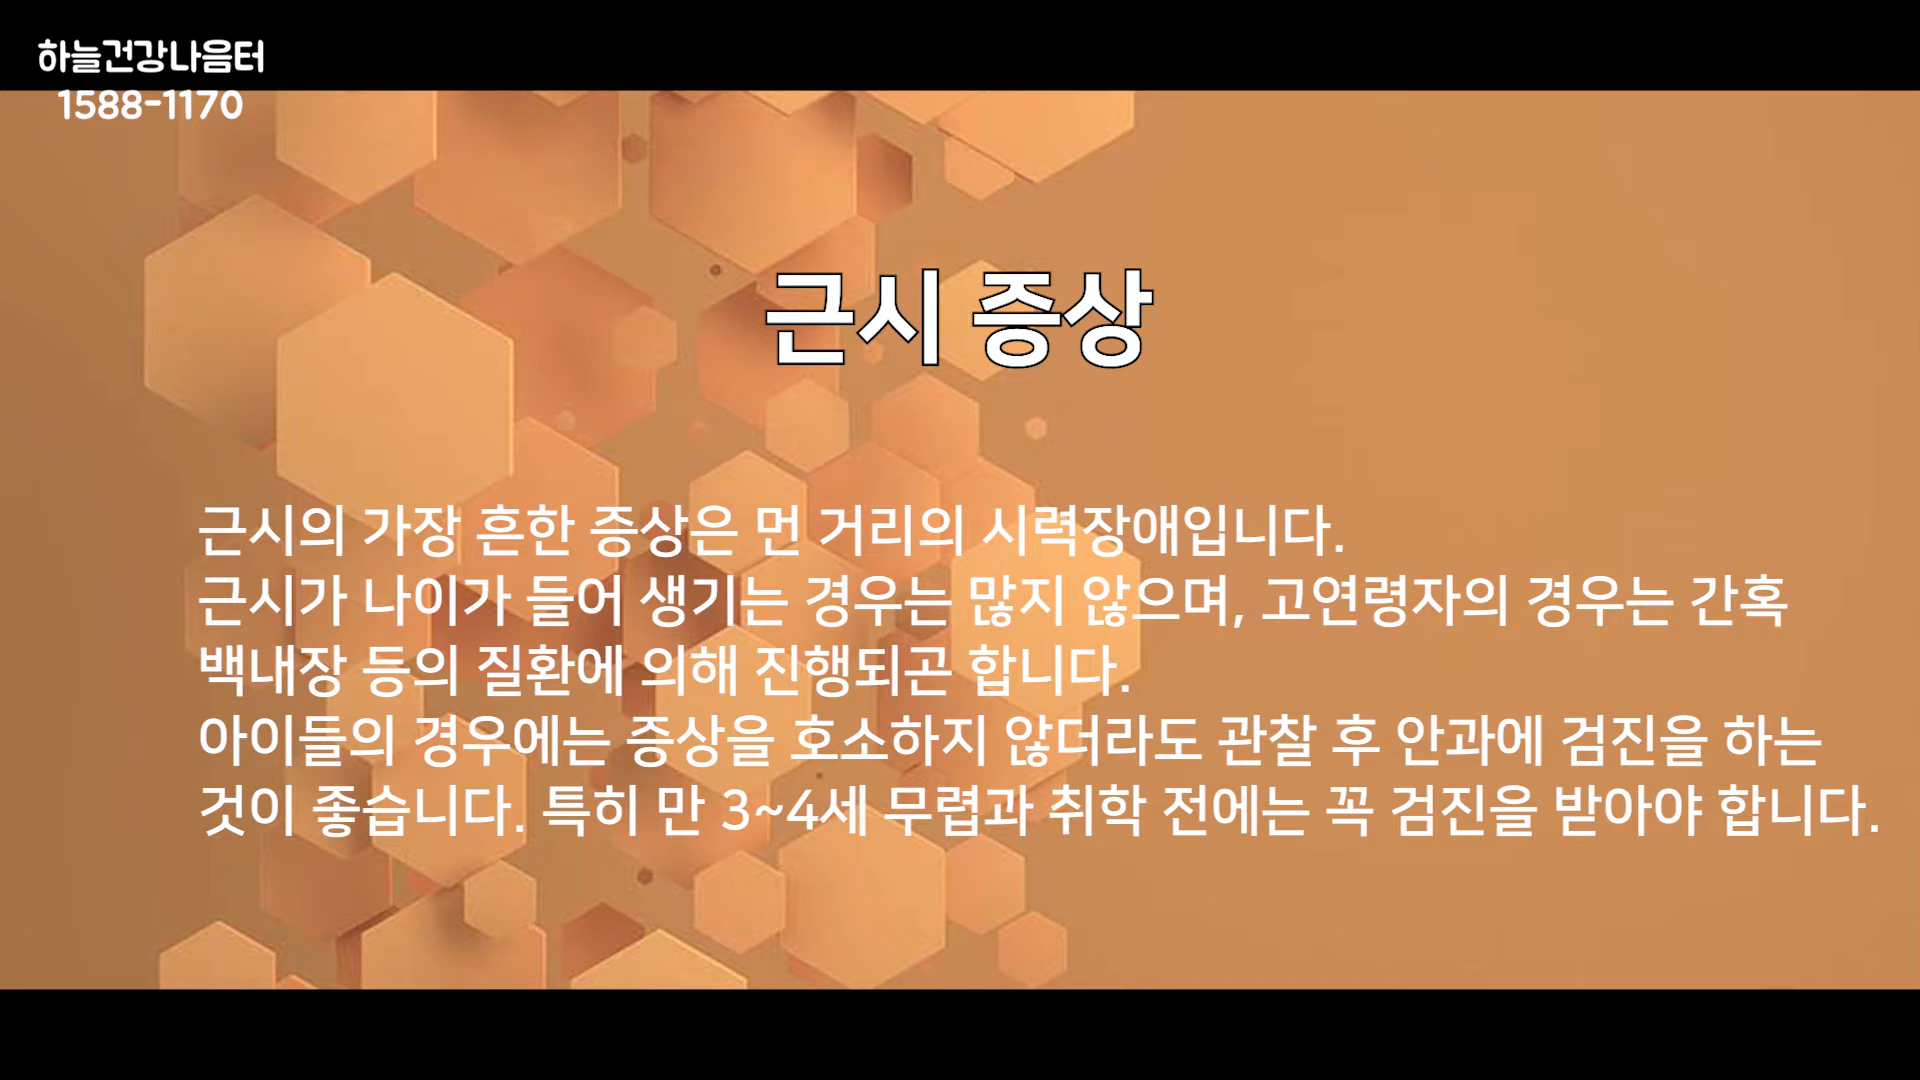 하늘건강나음터
1588-1170
근시 증상
근시의 가장 흔한 증상은 먼 거리의 시력장애입니다.
근시가 나이가 들어 생기는 경우는 많지 않으며, 고연령자의 경우는 간혹
백내장 등의 질환에 의해 진행되곤 합니다.
아이들의 경우에는 증상을 호소하지 않더라도 관찰 후 안과에 검진을 하는
것이 좋습니다. 특히 만 3~4세 무렵과 취학 전에는 꼭 검진을 받아야 합니다.